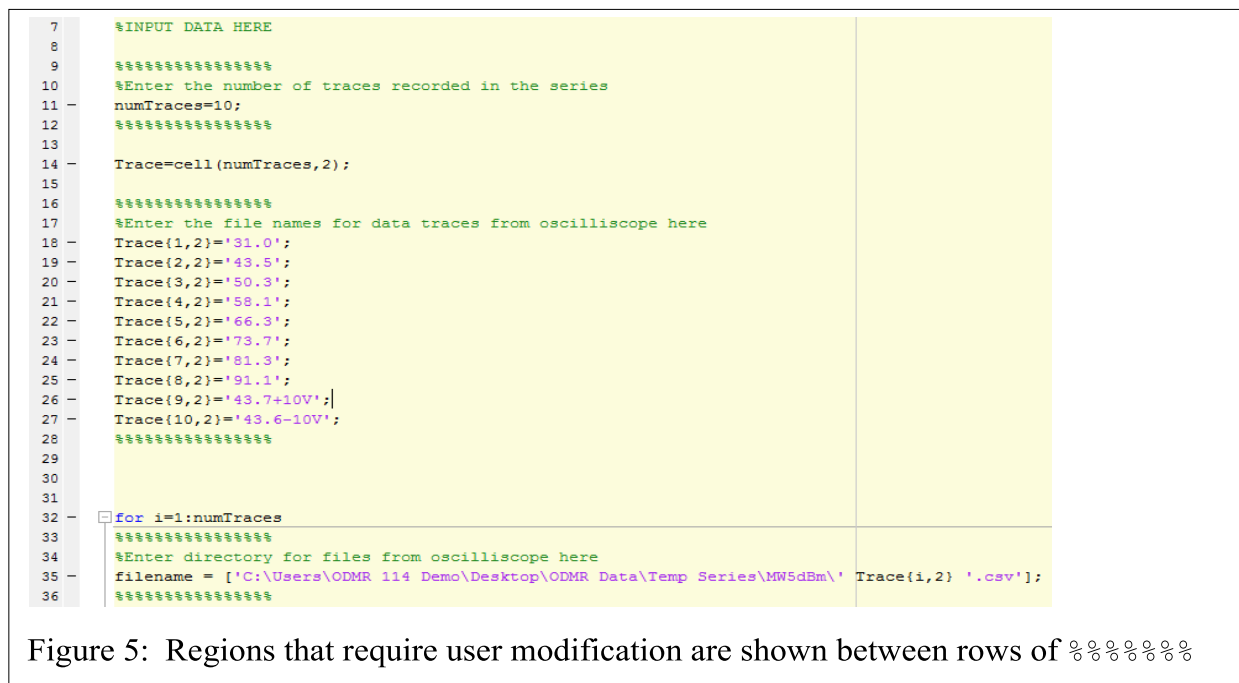 7 %INPUT DATA HERE
8
9 %%%%%%%%%%%%%%%%
10 %Enter the number of traces recorded in the series
11 – numTraces=10;
12 %%%%%%%%%%%%%%%%
13
14 – Trace=cell(numTraces,2);
15
16 %%%%%%%%%%%%%%%%
17 %Enter the file names for data traces from oscilliscope here
18 – Trace{1,2}='31.0';
19 – Trace{2,2}='43.5';
20 – Trace{3,2}='50.3';
21 – Trace{4,2}='58.1';
22 – Trace{5,2}='66.3';
23 – Trace{6,2}='73.7';
24 – Trace{7,2}='81.3';
25 – Trace{8,2}='91.1';
26 – Trace{9,2}='43.7+10V';
27 – Trace{10,2}='43.6-10V';
28 %%%%%%%%%%%%%%%%
29
30
31
32 – for i=1:numTraces
33 %%%%%%%%%%%%%%%%
34 %Enter directory for files from oscilliscope here
35 – filename = ['C:\Users\ODMR 114 Demo\Desktop\ODMR Data\Temp Series\MW5dBm\' Trace{i,2} '.csv'];
36 %%%%%%%%%%%%%%%%
Figure 5: Regions that require user modification are shown between rows of %%%%%%%